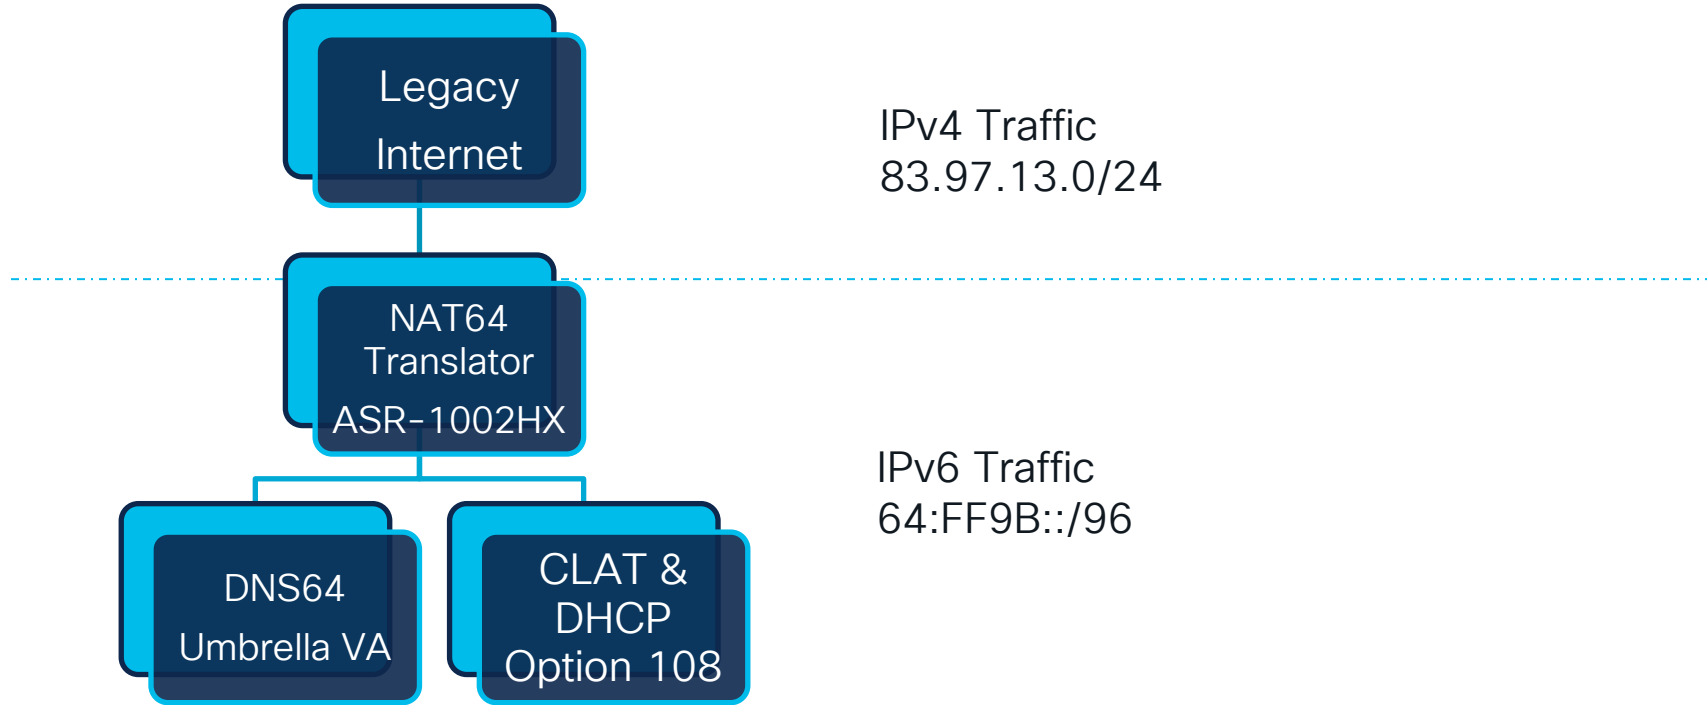 Legacy
Internet
IPv4 Traffic
83.97.13.0/24
NAT64
Translator
ASR-1002HX
IPv6 Traffic
64:FF9B::/96
DNS64
Umbrella VA
CLAT &
DHCP
Option 108